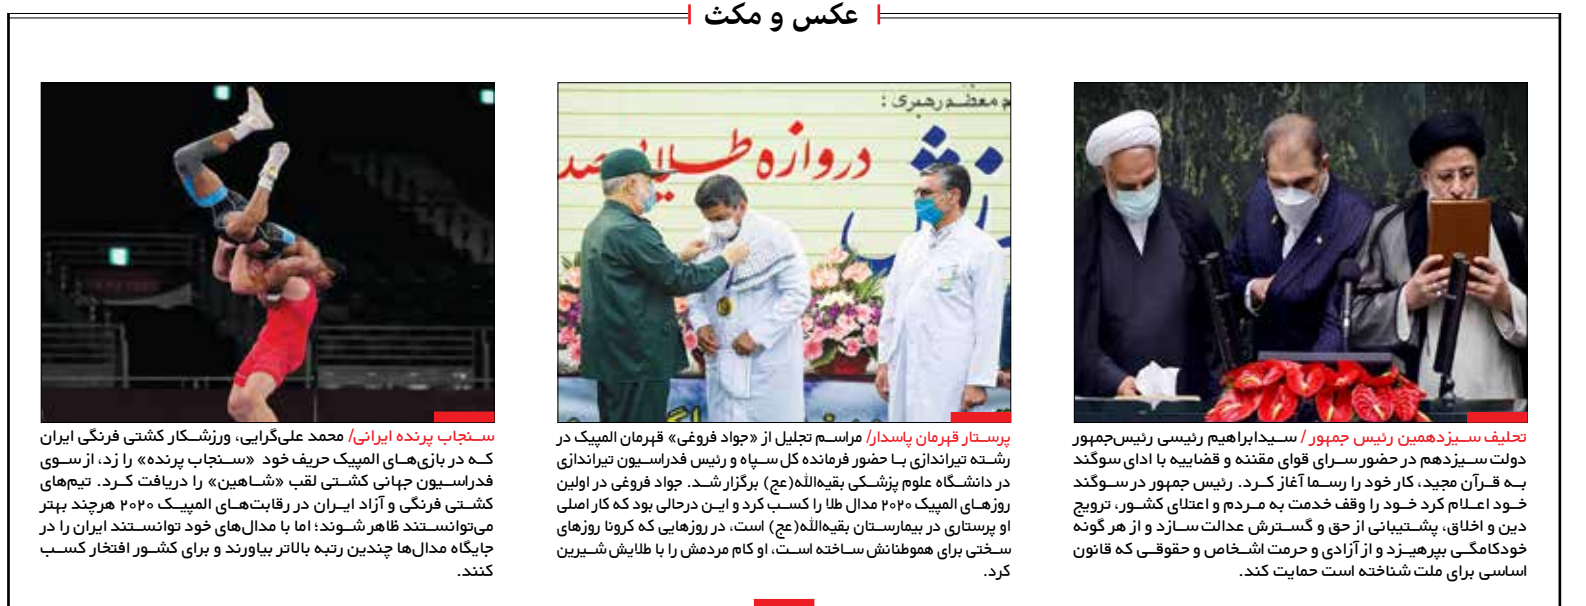 عکس و مکث
تحلیف سیزدهمین رئیس جمهور/ سیدابراهیم رئیسی رئیس‌جمهور
دولت سیزدهم در حضور سرای قوای مقننه و قضاییه با ادای سوگند
به قرآن مجید، کار خود را رسما آغاز کرد. رئیس جمهور در سوگند
خود اعلام کرد خود را وقف خدمت به مردم و اعتلای کشور، ترویج
دین و اخلاق، پشتیبانی از حق و گسترش عدالت سازد و از هر گونه
خودکامگی بپرهیزد و از آزادی و حرمت اشخاص و حقوقی که قانون
اساسی برای ملت شناخته است حمایت کند.
م معظم رهبری :
دروازه طلایی
پرستار قهرمان پاسدار/ مراسم تجلیل از «جواد فروغی» قهرمان المپیک در
رشته تیراندازی با حضور فرمانده کل سپاه و رئیس فدراسیون تیراندازی
در دانشگاه علوم پزشکی بقیه‌الله(عج) برگزار شد. جواد فروغی در اولین
روزهای المپیک ۲۰۲۰ مدال طلا را کسب کرد و این درحالی بود که کار اصلی
او پرستاری در بیمارستان بقیه‌الله(عج) است، در روزهایی که کرونا روزهای
سختی برای هموطنانش ساخته است، او کام مردمش را با طلایش شیرین
کرد.
سنجاب پرنده ایرانی/ محمد علی‌گرایی، ورزشکار کشتی فرنگی ایران
که در بازی‌های المپیک حریف خود «سنجاب پرنده» را زد، از سوی
فدراسیون جهانی کشتی لقب «شاهین» را دریافت کرد. تیم‌های
کشتی فرنگی و آزاد ایران در رقابت‌های المپیک ۲۰۲۰ هرچند بهتر
می‌توانستند ظاهر شوند؛ اما با مدال‌های خود توانستند ایران را در
جایگاه مدال‌ها چندین رتبه بالاتر بیاورند و برای کشور افتخار کسب
کنند.